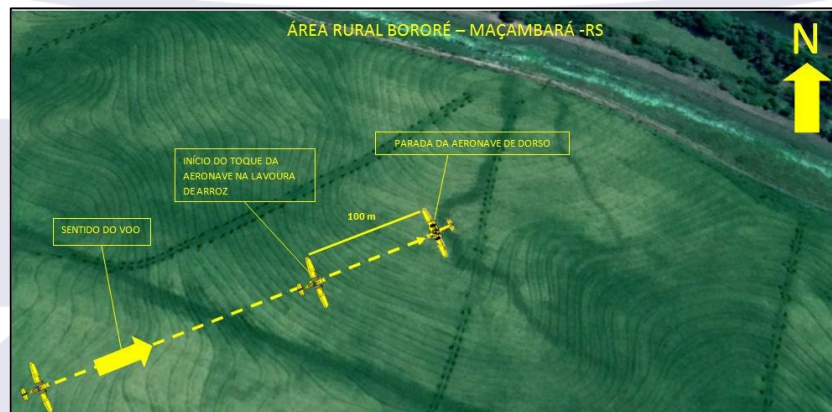 ÁREA RURAL BORORÉ – MAÇAMBARÁ -RS
N
PARADA DA AERONAVE DE DORSO
INÍCIO DO TOQUE DA
AERONAVE NA LAVOURA
DE ARROZ
100 m
SENTIDO DO VOO